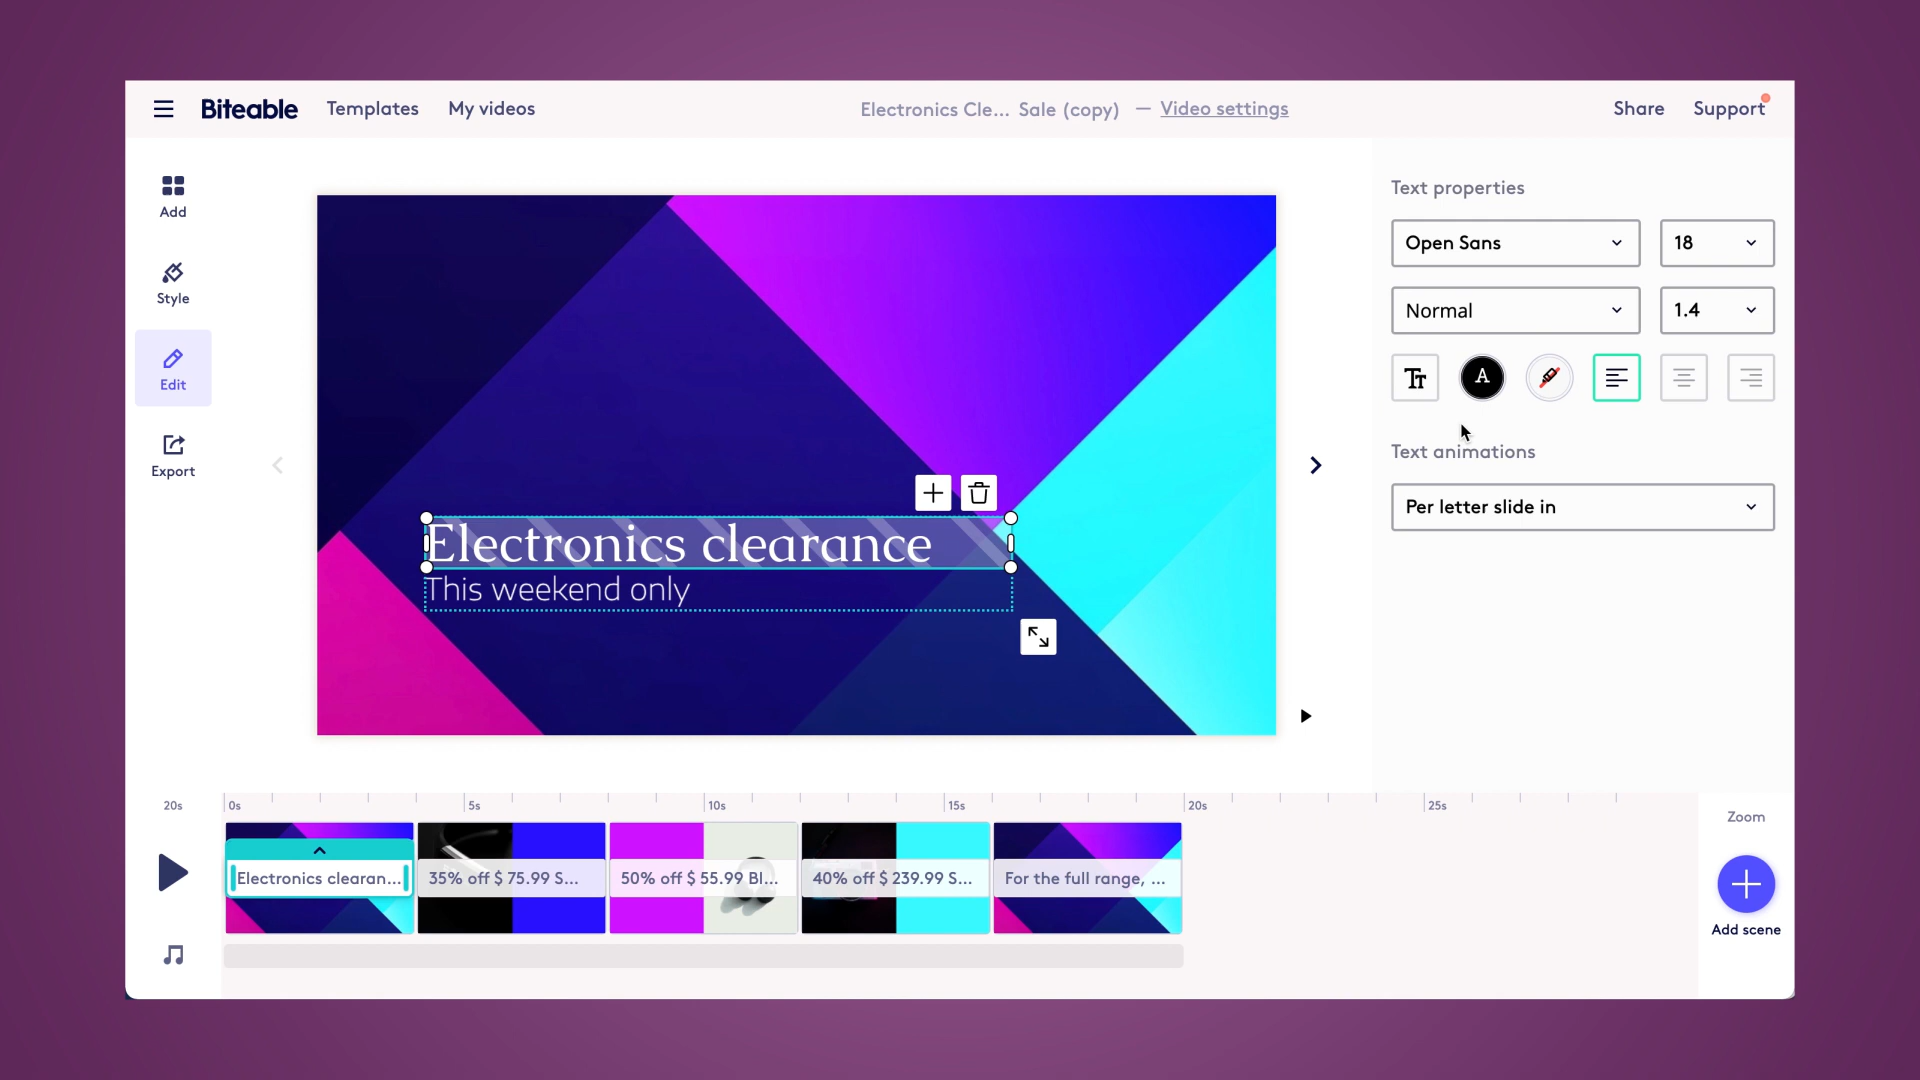 Biteable
Templates
My videos
Electronics Cle... Sale (copy) — Video settings
Share
Support
Add
Style
Edit
Export
Electronics clearance
This weekend only
Text properties
Open Sans
18
Normal
1.4
Text animations
Per letter slide in
20s
0s
5s
10s
15s
20s
25s
Electronics clearan...
35% off $ 75.99 S...
50% off $ 55.99 Bl...
40% off $ 239.99 S...
For the full range, ...
Zoom
Add scene